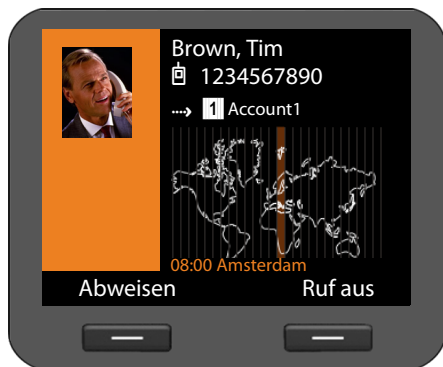 Brown, Tim
1234567890
1 Account1
08:00 Amsterdam
Abweisen Ruf aus